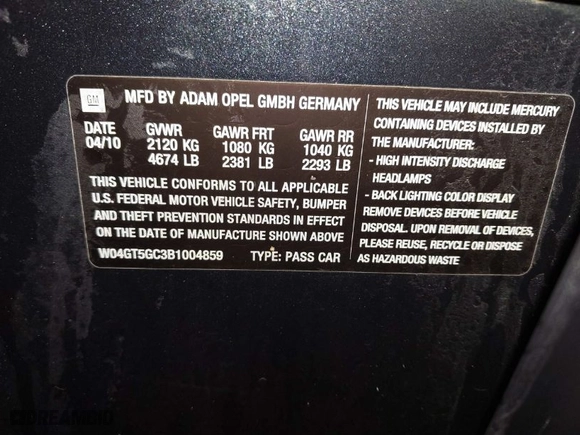 GM
MFD BY ADAM OPEL GMBH GERMANY
DATE GVWR GAWR FRT GAWR RR
04/10 2120 KG 1080 KG 1040 KG
4674 LB 2381 LB 2293 LB
THIS VEHICLE CONFORMS TO ALL APPLICABLE
U.S. FEDERAL MOTOR VEHICLE SAFETY, BUMPER
AND THEFT PREVENTION STANDARDS IN EFFECT
ON THE DATE OF MANUFACTURE SHOWN ABOVE
W04GT5GC3B1004859 TYPE: PASS CAR
THIS VEHICLE MAY INCLUDE MERCURY
CONTAINING DEVICES INSTALLED BY
THE MANUFACTURER:
- HIGH INTENSITY DISCHARGE
HEADLAMPS
- BACK LIGHTING COLOR DISPLAY
REMOVE DEVICES BEFORE VEHICLE
DISPOSAL. UPON REMOVAL OF DEVICES,
PLEASE REUSE, RECYCLE OR DISPOSE
AS HAZARDOUS WASTE
DREAMBID